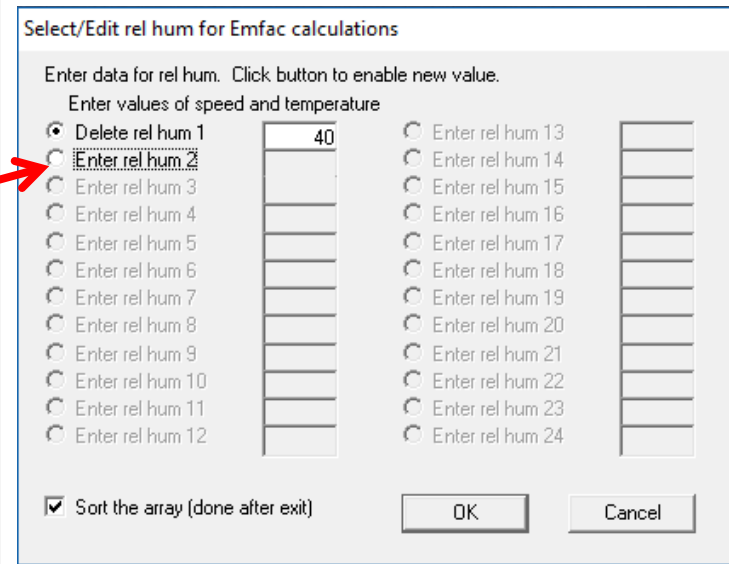 Select/Edit rel hum for Emfac calculations
Enter data for rel hum.  Click button to enable new value.
Enter values of speed and temperature
Delete rel hum 1 40 Enter rel hum 13
Enter rel hum 2 Enter rel hum 14
Enter rel hum 3 Enter rel hum 15
Enter rel hum 4 Enter rel hum 16
Enter rel hum 5 Enter rel hum 17
Enter rel hum 6 Enter rel hum 18
Enter rel hum 7 Enter rel hum 19
Enter rel hum 8 Enter rel hum 20
Enter rel hum 9 Enter rel hum 21
Enter rel hum 10 Enter rel hum 22
Enter rel hum 11 Enter rel hum 23
Enter rel hum 12 Enter rel hum 24
Sort the array (done after exit) OK Cancel